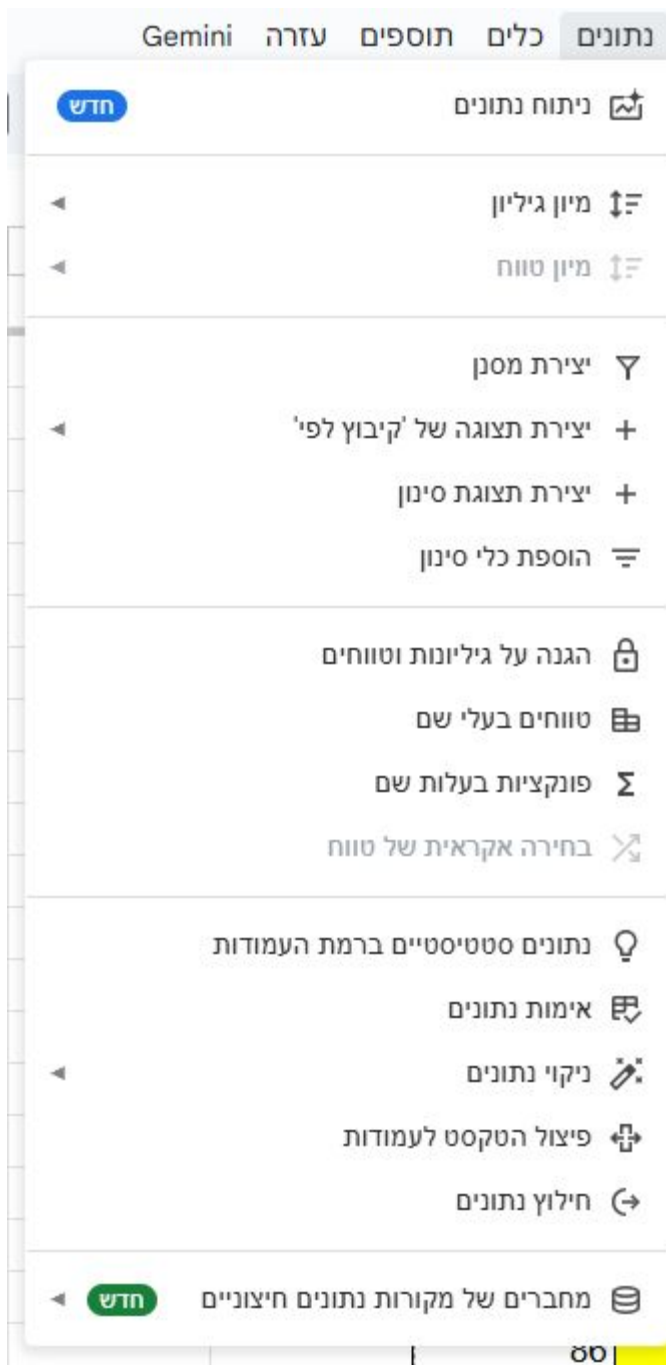 נתונים כלים תוספים עזרה Gemini
ניתוח נתונים חדש
מיון גיליון
מיון טווח
יצירת מסנן
יצירת תצוגה של 'קיבוץ לפי'
יצירת תצוגת סינון
הוספת כלי סינון
הגנה על גיליונות וטווחים
טווחים בעלי שם
פונקציות בעלות שם
בחירה אקראית של טווח
נתונים סטטיסטיים ברמת העמודות
אימות נתונים
ניקוי נתונים
פיצול הטקסט לעמודות
חילוץ נתונים
מחברים של מקורות נתונים חיצוניים חדש
86